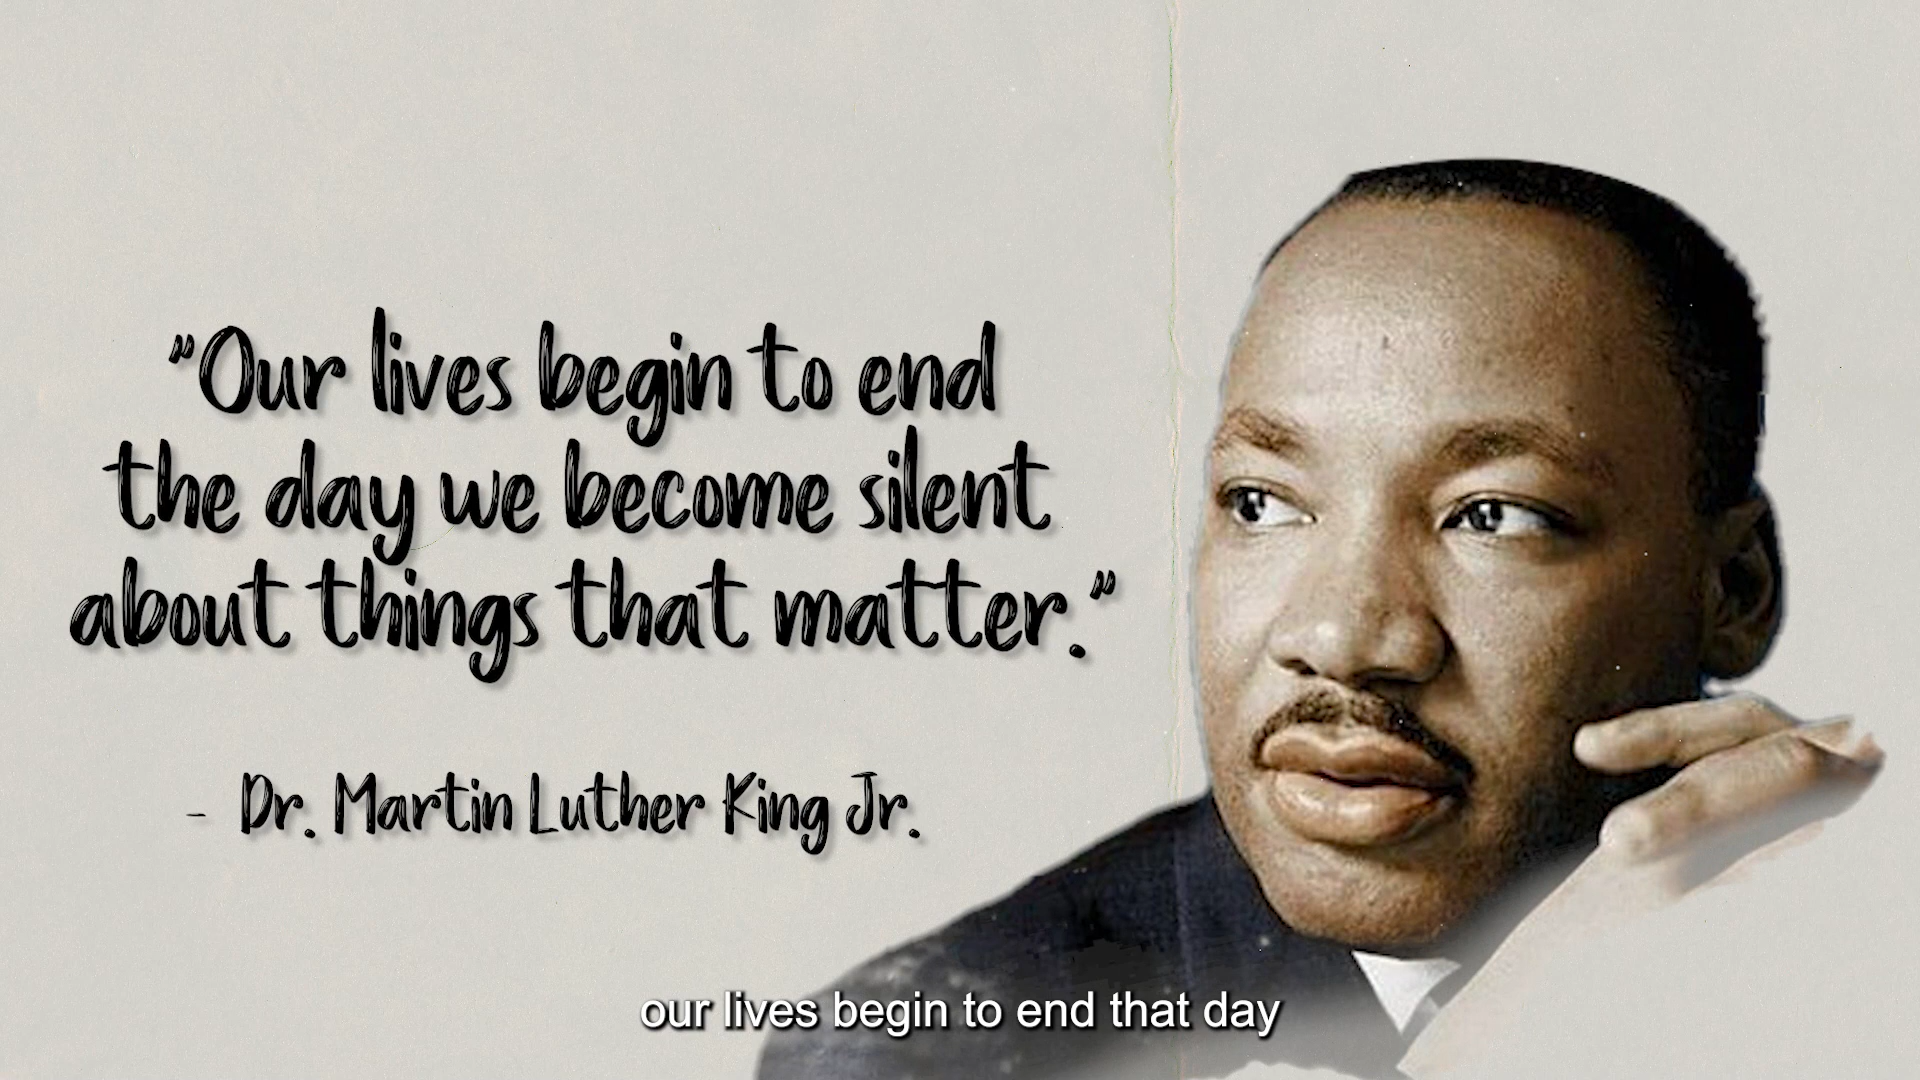 "Our lives begin to end
the day we become silent
about things that matter."
- Dr. Martin Luther King Jr.
our lives begin to end that day